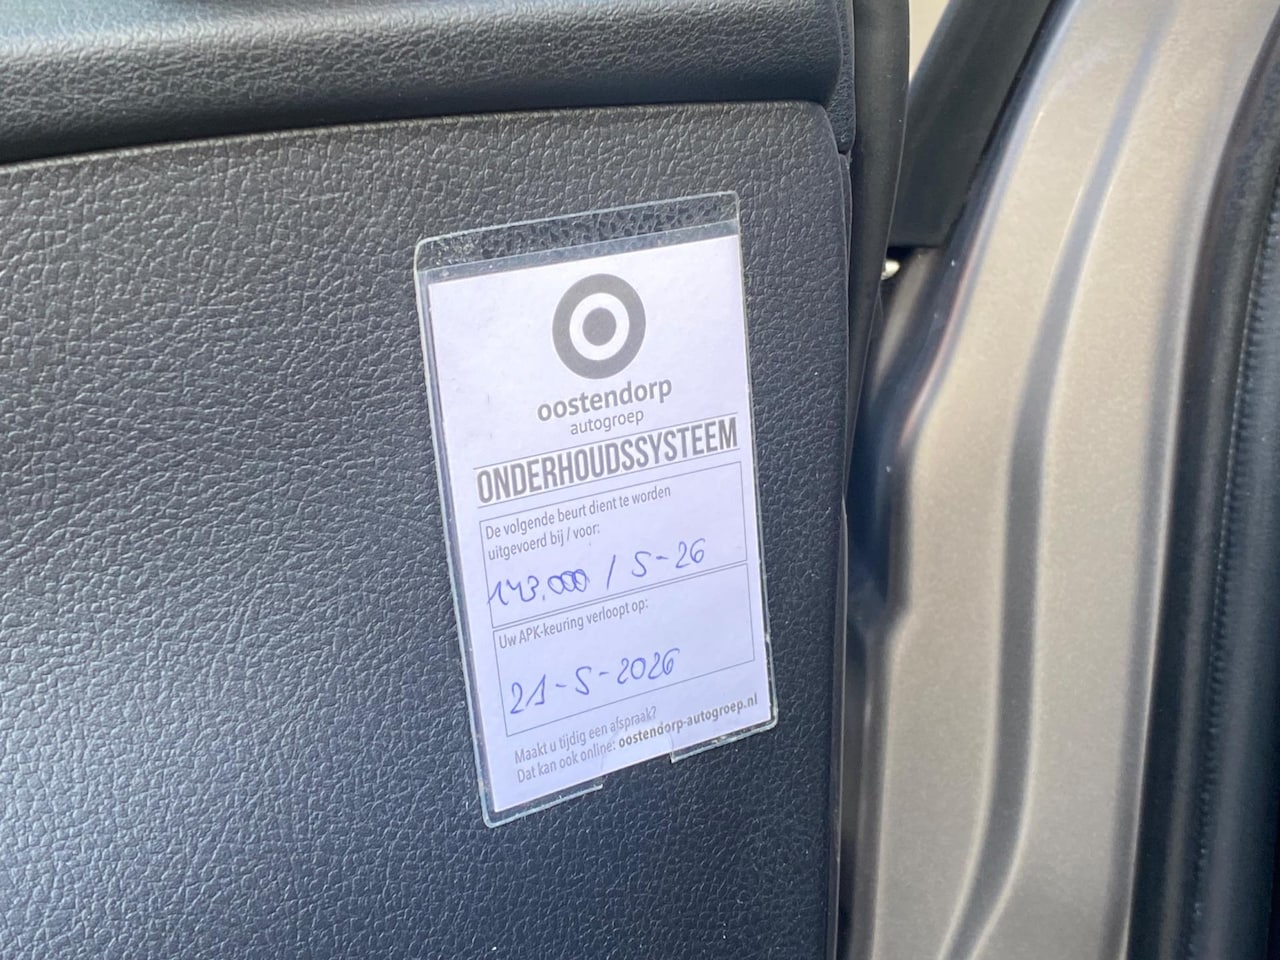 oostendorp
autogroep
ONDERHOUDSSYSTEEM
De volgende beurt dient te worden
uitgevoerd bij / voor:
143.000 / 5-26
Uw APK-keuring verloopt op:
21-5-2026
Maakt u tijdig een afspraak?
Dat kan ook online: oostendorp-autogroep.nl